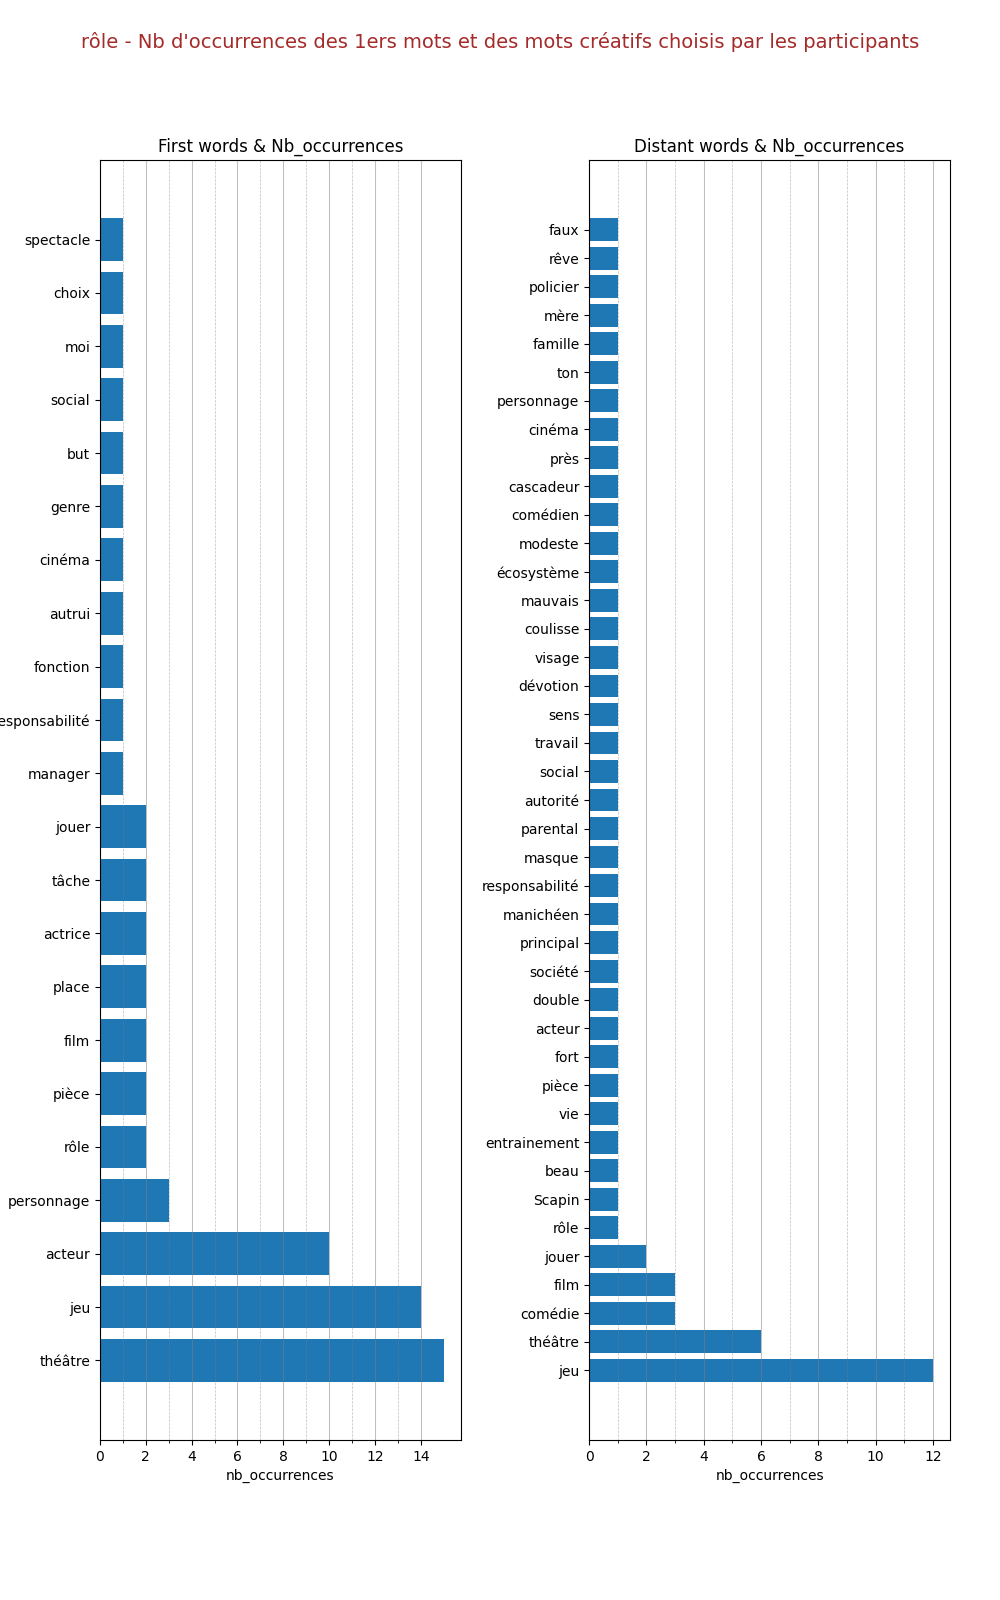 rôle - Nb d'occurrences des 1ers mots et des mots créatifs choisis par les participants
First words & Nb_occurrences
spectacle
choix
moi
social
but
genre
cinéma
autrui
fonction
esponsabilité
manager
jouer
tâche
actrice
place
film
pièce
rôle
personnage
acteur
jeu
théâtre
0 2 4 6 8 10 12 14
nb_occurrences
Distant words & Nb_occurrences
faux
rêve
policier
mère
famille
ton
personnage
cinéma
près
cascadeur
comédien
modeste
écosystème
mauvais
coulisse
visage
dévotion
sens
travail
social
autorité
parental
masque
responsabilité
manichéen
principal
société
double
acteur
fort
pièce
vie
entrainement
beau
Scapin
rôle
jouer
film
comédie
théâtre
jeu
0 2 4 6 8 10 12
nb_occurrences